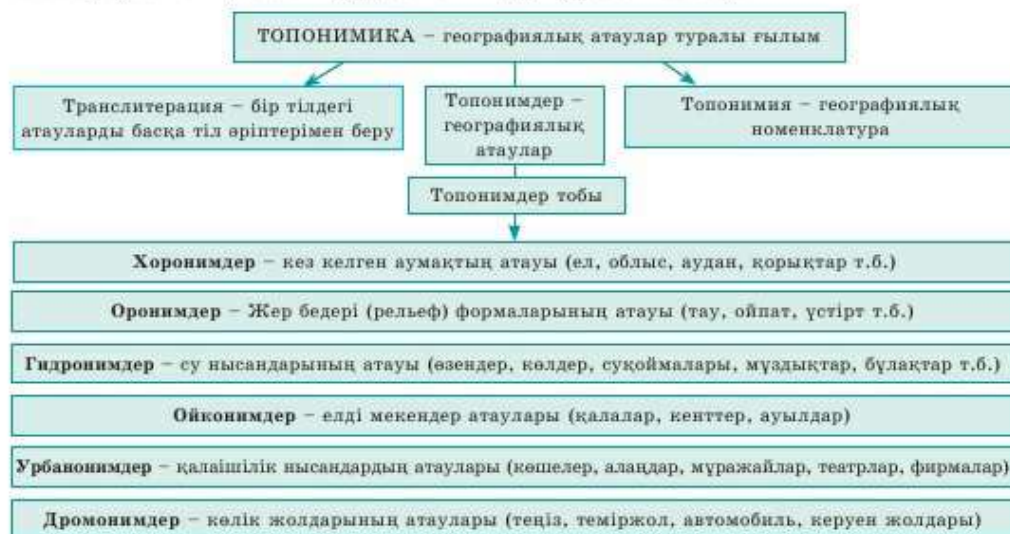 ТОПОНИМИКА – географиялық атаулар туралы ғылым
Транслитерация – бір тілдегі
атауларды басқа тіл әріптерімен беру
Топонимдер –
географиялық
атаулар
Топонимия – географиялық
номенклатура
Топонимдер тобы
Хоронимдер – кез келген аумақтың атауы (ел, облыс, аудан, қорықтар т.б.)
Оронимдер – Жер бедері (рельеф) формаларының атауы (тау, ойпат, үстірт т.б.)
Гидронимдер – су нысандарының атауы (өзендер, көлдер, суқоймалары, мұздықтар, бұлақтар т.б.)
Ойконимдер – елді мекендер атаулары (қалалар, кенттер, ауылдар)
Урбанонимдер – қалаішілік нысандардың атаулары (көшелер, алаңдар, мұражайлар, театрлар, фирмалар)
Дромонимдер – көлік жолдарының атаулары (теңіз, теміржол, автомобиль, керуен жолдары)